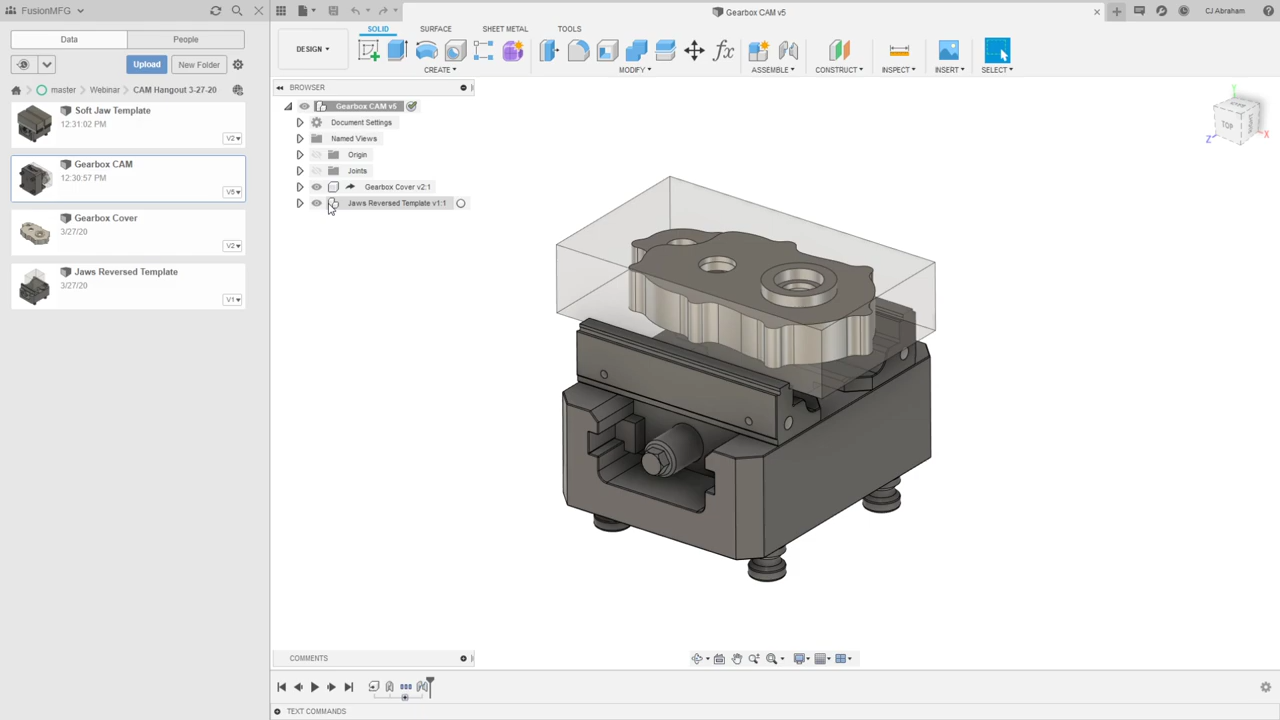 FusionMFG
Gearbox CAM v5
CJ Abraham
Data
People
Upload
New Folder
master
Webinar
CAM Hangout 3-27-20
Soft Jaw Template
12:31:02 PM
V2
Gearbox CAM
12:30:57 PM
V5
Gearbox Cover
3/27/20
V2
Jaws Reversed Template
3/27/20
V1
DESIGN
SOLID
SURFACE
SHEET METAL
TOOLS
CREATE
MODIFY
ASSEMBLE
CONSTRUCT
INSPECT
INSERT
SELECT
BROWSER
Gearbox CAM v5
Document Settings
Named Views
Origin
Joints
Gearbox Cover v2:1
Jaws Reversed Template v1:1
TOP
X
Y
Z
COMMENTS
TEXT COMMANDS